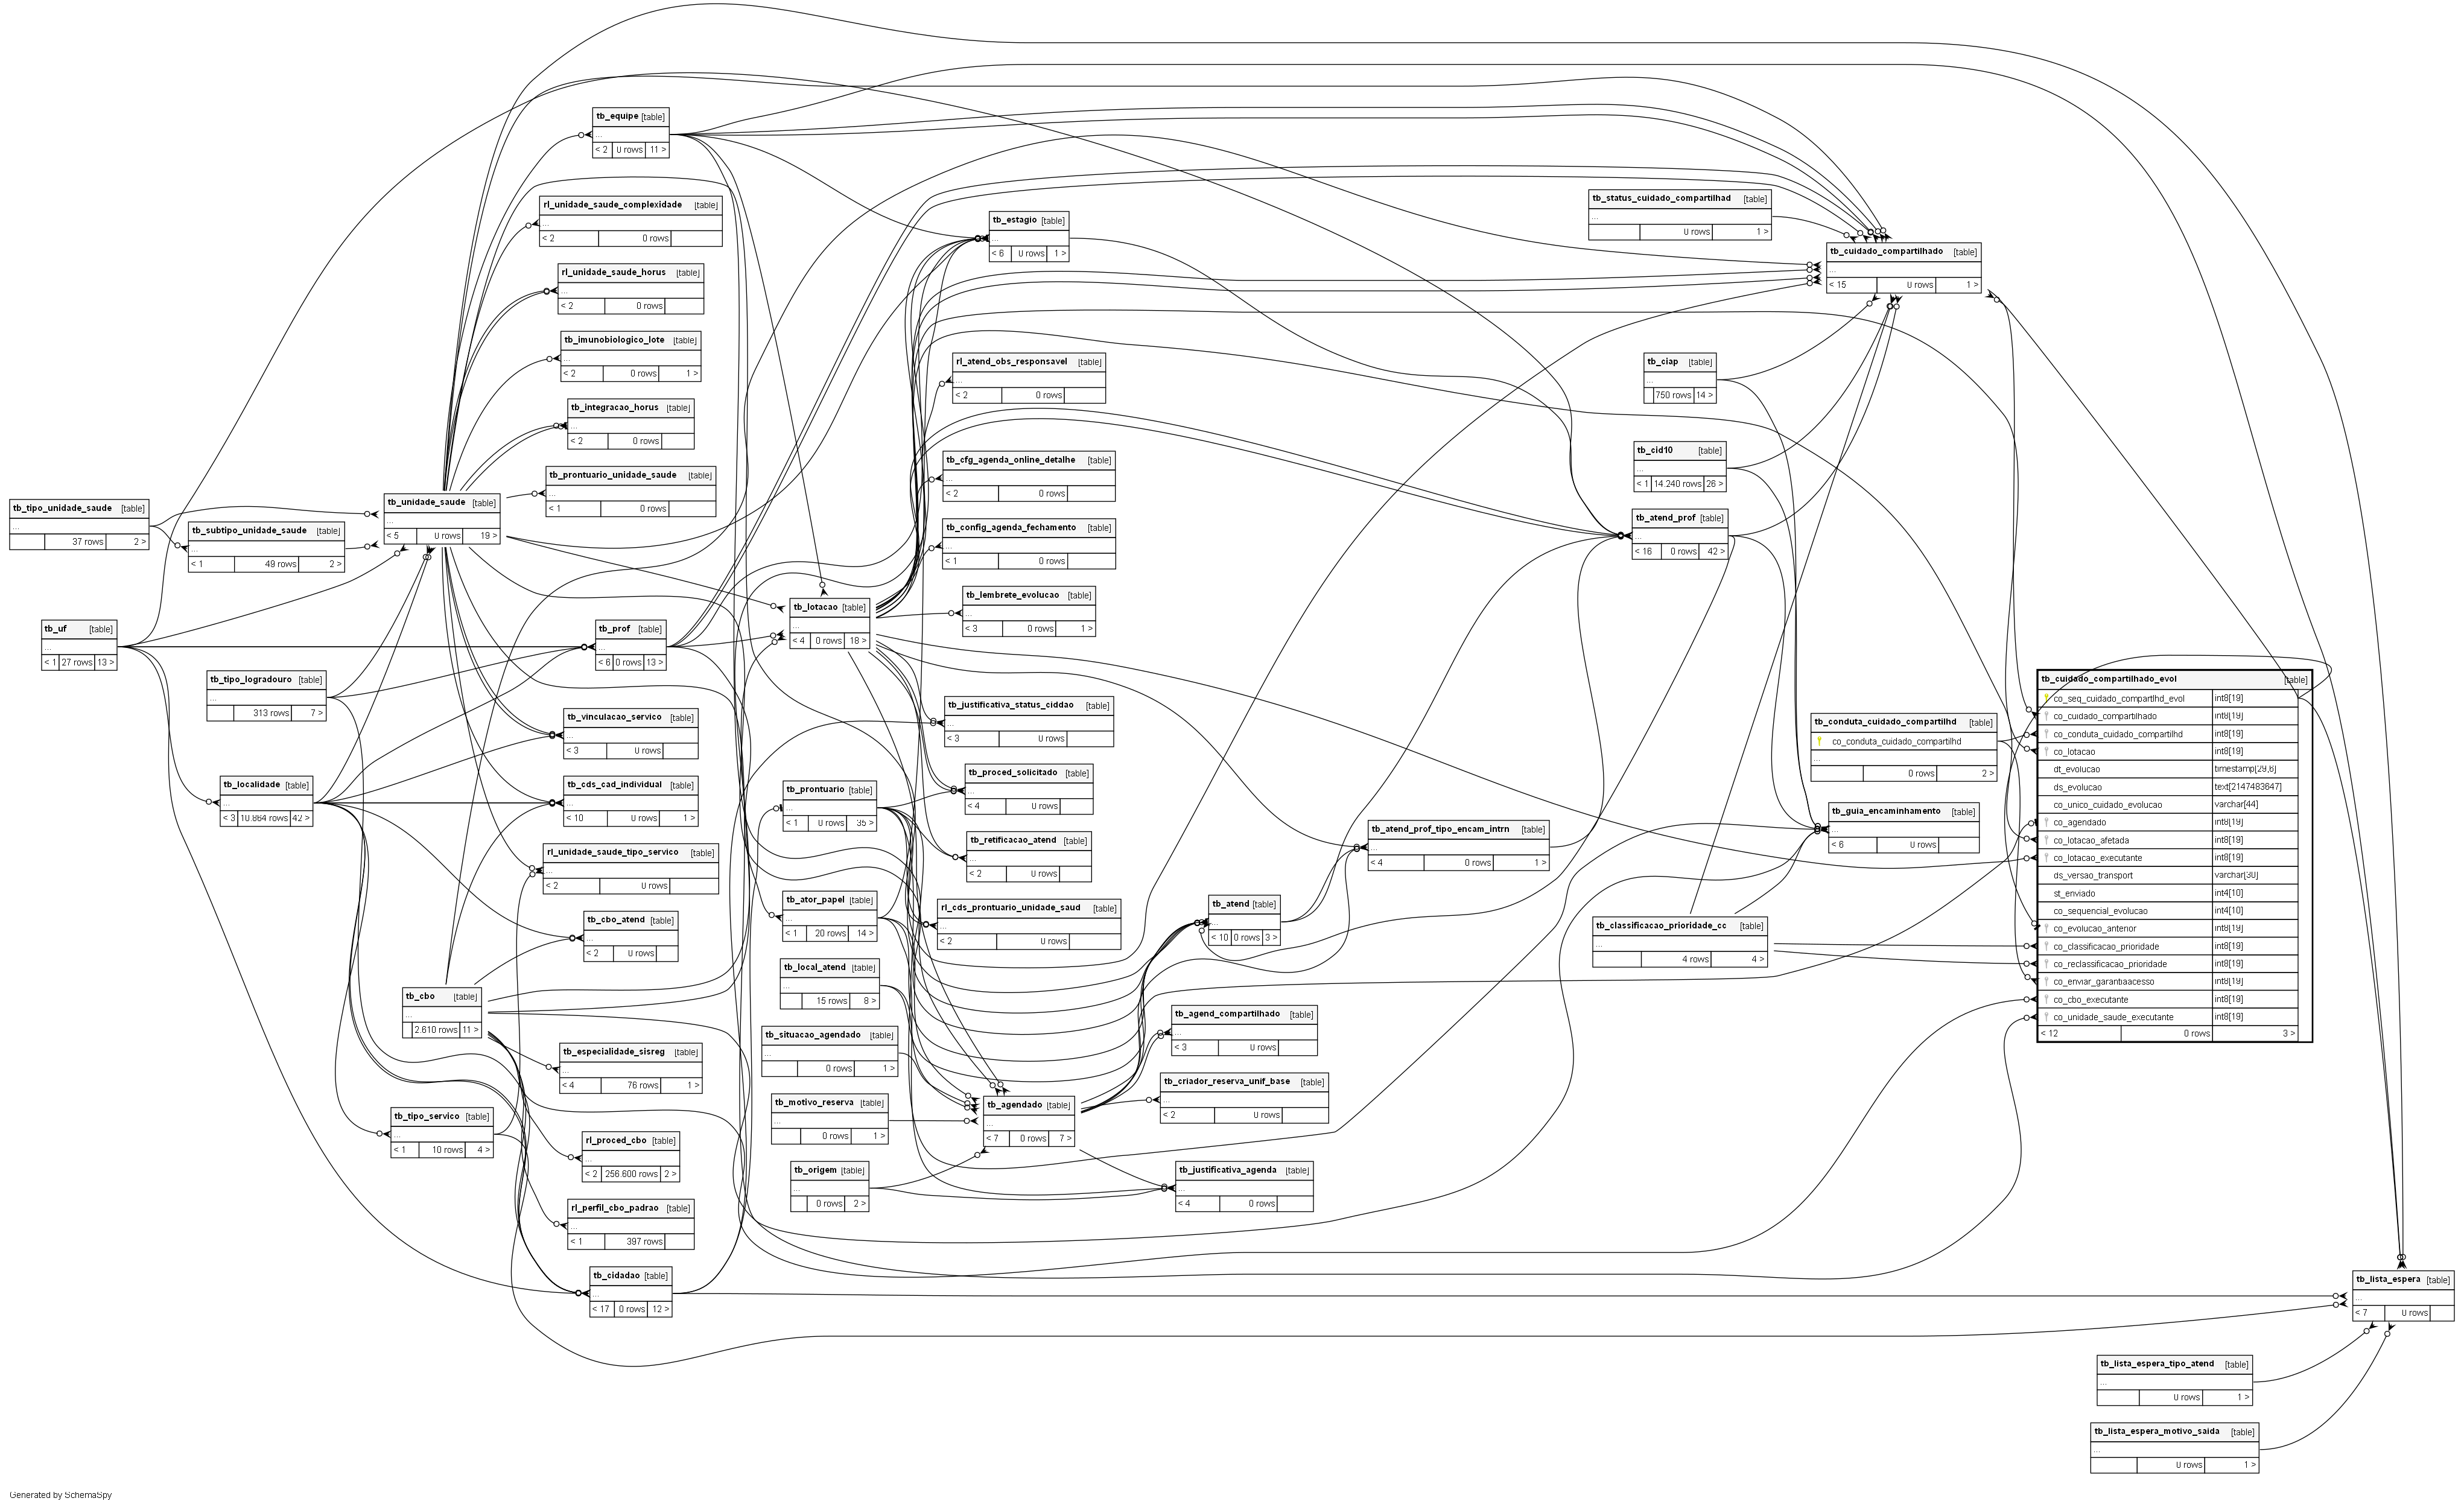 tb_equipe [table]
...
< 2 0 rows 11 >
rl_unidade_saude_complexidade [table]
...
< 2 0 rows
rl_unidade_saude_horus [table]
...
< 2 0 rows
tb_imunobiologico_lote [table]
...
< 2 0 rows 1 >
tb_integracao_horus [table]
...
< 2 0 rows
tb_prontuario_unidade_saude [table]
...
< 1 0 rows
tb_unidade_saude [table]
...
< 5 0 rows 19 >
tb_tipo_unidade_saude [table]
...
37 rows 2 >
tb_subtipo_unidade_saude [table]
...
< 1 49 rows 2 >
tb_uf [table]
...
< 1 27 rows 13 >
tb_tipo_logradouro [table]
...
313 rows 7 >
tb_localidade [table]
...
< 3 10.864 rows 42 >
tb_prof [table]
...
< 6 0 rows 13 >
tb_vinculacao_servico [table]
...
< 3 0 rows
tb_cds_cad_individual [table]
...
< 10 0 rows 1 >
rl_unidade_saude_tipo_servico [table]
...
< 2 0 rows
tb_cbo_atend [table]
...
< 2 0 rows
tb_cbo [table]
...
2.610 rows 11 >
tb_especialidade_sisreg [table]
...
< 4 76 rows 1 >
tb_tipo_servico [table]
...
< 1 10 rows 4 >
rl_proced_cbo [table]
...
< 2 256.600 rows 2 >
rl_perfil_cbo_padrao [table]
...
< 1 397 rows
tb_cidadao [table]
...
< 17 0 rows 12 >
tb_lotacao [table]
...
< 4 0 rows 18 >
tb_prontuario [table]
...
< 1 0 rows 35 >
tb_ator_papel [table]
...
< 1 20 rows 14 >
tb_local_atend [table]
...
15 rows 8 >
tb_situacao_agendado [table]
...
0 rows 1 >
tb_motivo_reserva [table]
...
0 rows 1 >
tb_origem [table]
...
0 rows 2 >
tb_estagio [table]
...
< 6 0 rows 1 >
rl_atend_obs_responsavel [table]
...
< 2 0 rows
tb_cfg_agenda_online_detalhe [table]
...
< 2 0 rows
tb_config_agenda_fechamento [table]
...
< 1 0 rows
tb_lembrete_evolucao [table]
...
< 3 0 rows 1 >
tb_justificativa_status_ciddao [table]
...
< 3 0 rows
tb_proced_solicitado [table]
...
< 4 0 rows
tb_retificacao_atend [table]
...
< 2 0 rows
rl_cds_prontuario_unidade_saud [table]
...
< 2 0 rows
tb_agendado [table]
...
< 7 0 rows 7 >
tb_atend [table]
...
< 10 0 rows 3 >
tb_agend_compartilhado [table]
...
< 3 0 rows
tb_criador_reserva_unif_base [table]
...
< 2 0 rows
tb_justificativa_agenda [table]
...
< 4 0 rows
tb_atend_prof_tipo_encam_intrn [table]
...
< 4 0 rows 1 >
tb_status_cuidado_compartilhad [table]
...
0 rows 1 >
tb_ciap [table]
...
750 rows 14 >
tb_cid10 [table]
...
< 1 14.240 rows 26 >
tb_atend_prof [table]
...
< 16 0 rows 42 >
tb_classificacao_prioridade_cc [table]
...
4 rows 4 >
tb_cuidado_compartilhado [table]
...
< 15 0 rows 1 >
tb_conduta_cuidado_compartilhd [table]
co_conduta_cuidado_compartilhd
...
0 rows 2 >
tb_guia_encaminhamento [table]
...
< 6 0 rows
tb_cuidado_compartilhado_evol [table]
co_seq_cuidado_compartlhd_evol int8[19]
co_cuidado_compartilhado int8[19]
co_conduta_cuidado_compartilhd int8[19]
co_lotacao int8[19]
dt_evolucao timestamp[29,6]
ds_evolucao text[2147483647]
co_unico_cuidado_evolucao varchar[44]
co_agendado int8[19]
co_lotacao_afetada int8[19]
co_lotacao_executante int8[19]
ds_versao_transport varchar[30]
st_enviado int4[10]
co_sequencial_evolucao int4[10]
co_evolucao_anterior int8[19]
co_classificacao_prioridade int8[19]
co_reclassificacao_prioridade int8[19]
co_enviar_garantiaacesso int8[19]
co_cbo_executante int8[19]
co_unidade_saude_executante int8[19]
< 12 0 rows 3 >
tb_lista_espera [table]
...
< 7 0 rows
tb_lista_espera_tipo_atend [table]
...
0 rows 1 >
tb_lista_espera_motivo_saida [table]
...
0 rows 1 >
Generated by SchemaSpy